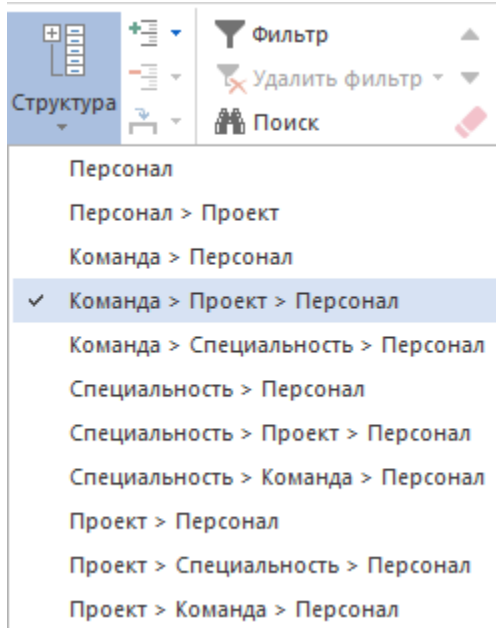 Структура
Фильтр
Удалить фильтр
Поиск
Персонал
Персонал > Проект
Команда > Персонал
Команда > Проект > Персонал
Команда > Специальность > Персонал
Специальность > Персонал
Специальность > Проект > Персонал
Специальность > Команда > Персонал
Проект > Персонал
Проект > Специальность > Персонал
Проект > Команда > Персонал